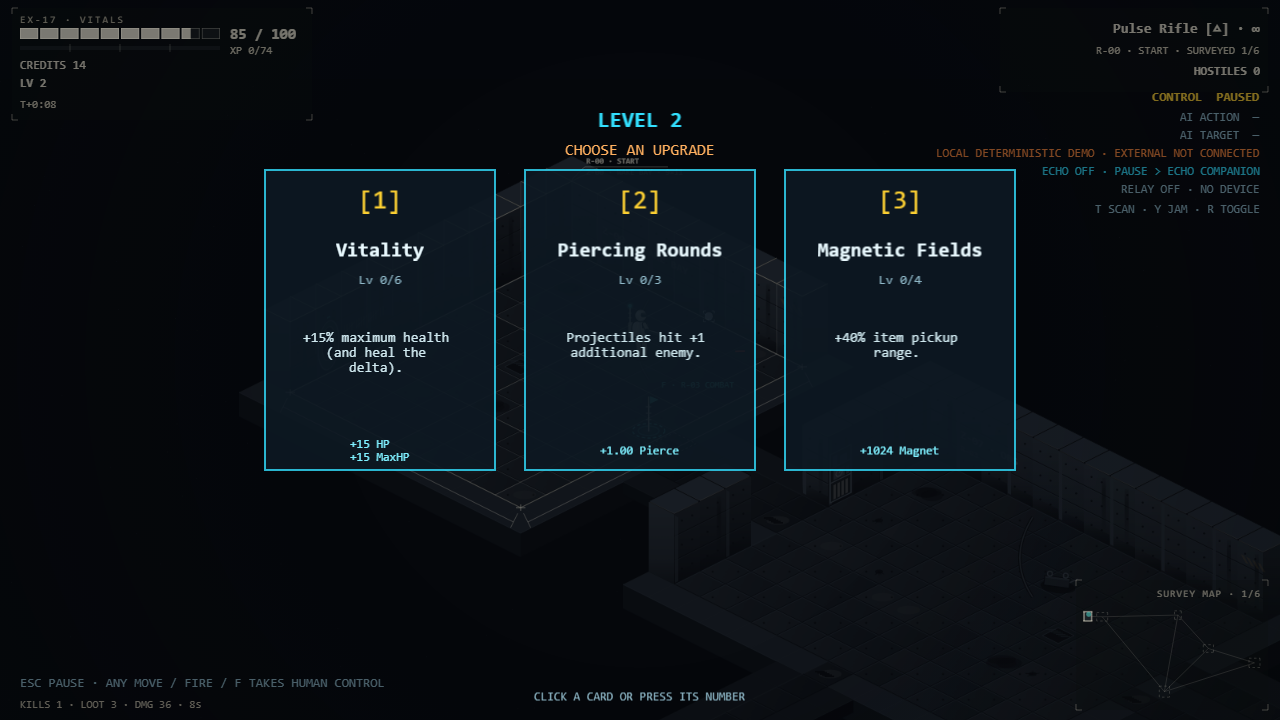 EX-17 · VITALS
85 / 100
XP 0/74
CREDITS 14
LV 2
T+0:08
Pulse Rifle [▲] · ∞
R-00 · START · SURVEYED 1/6
HOSTILES 0
CONTROL PAUSED
AI ACTION —
AI TARGET —
LOCAL DETERMINISTIC DEMO · EXTERNAL NOT CONNECTED
ECHO OFF · PAUSE > ECHO COMPANION
RELAY OFF · NO DEVICE
T SCAN · Y JAM · R TOGGLE
LEVEL 2
CHOOSE AN UPGRADE
R-00 · START
[1]
Vitality
Lv 0/6
+15% maximum health
(and heal the
delta).
+15 HP
+15 MaxHP
[2]
Piercing Rounds
Lv 0/3
Projectiles hit +1
additional enemy.
+1.00 Pierce
[3]
Magnetic Fields
Lv 0/4
+40% item pickup
range.
+1024 Magnet
SURVEY MAP · 1/6
ESC PAUSE · ANY MOVE / FIRE / F TAKES HUMAN CONTROL
KILLS 1 · LOOT 3 · DMG 36 · 8s
CLICK A CARD OR PRESS ITS NUMBER